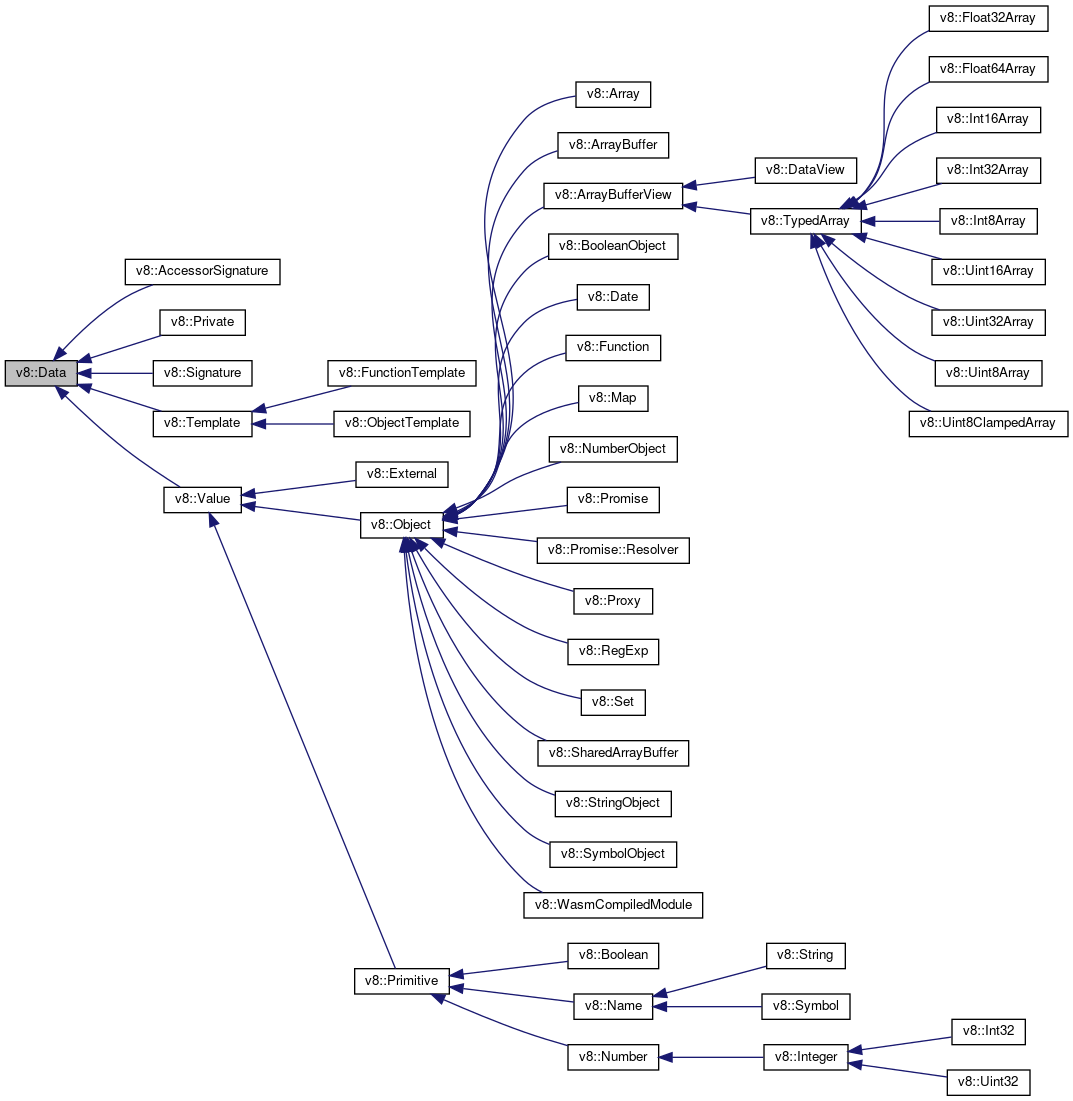 v8::Float32Array
v8::Float64Array
v8::Array
v8::Int16Array
v8::ArrayBuffer
v8::DataView
v8::Int32Array
v8::ArrayBufferView
v8::TypedArray
v8::Int8Array
v8::BooleanObject
v8::AccessorSignature
v8::Uint16Array
v8::Date
v8::Private
v8::Uint32Array
v8::Function
v8::Data
v8::Signature
v8::FunctionTemplate
v8::Uint8Array
v8::Map
v8::Template
v8::ObjectTemplate
v8::Uint8ClampedArray
v8::NumberObject
v8::External
v8::Value
v8::Promise
v8::Object
v8::Promise::Resolver
v8::Proxy
v8::RegExp
v8::Set
v8::SharedArrayBuffer
v8::StringObject
v8::SymbolObject
v8::WasmCompiledModule
v8::Boolean
v8::String
v8::Primitive
v8::Name
v8::Symbol
v8::Int32
v8::Number
v8::Integer
v8::Uint32